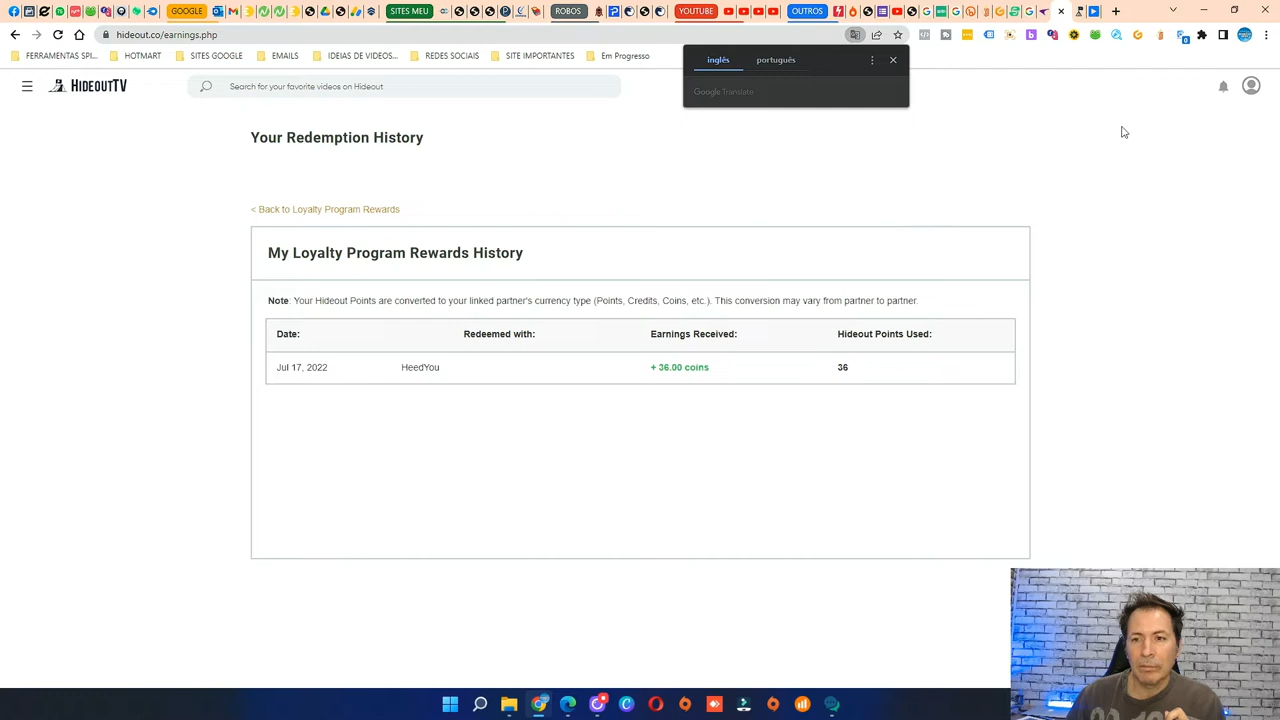 GOOGLE
SITES MEU
ROBOS
YOUTUBE
OUTROS
hideout.co/earnings.php
FERRAMENTAS SPI...
HOTMART
SITES GOOGLE
EMAILS
IDEIAS DE VIDEOS...
REDES SOCIAIS
SITE IMPORTANTES
Em Progresso
inglês português
Google Translate
HIDEOUTTV
Search for your favorite videos on Hideout
Your Redemption History
< Back to Loyalty Program Rewards
My Loyalty Program Rewards History
Note: Your Hideout Points are converted to your linked partner's currency type (Points, Credits, Coins, etc.). This conversion may vary from partner to partner.
Date: Redeemed with: Earnings Received: Hideout Points Used:
Jul 17, 2022 HeedYou + 36.00 coins 36